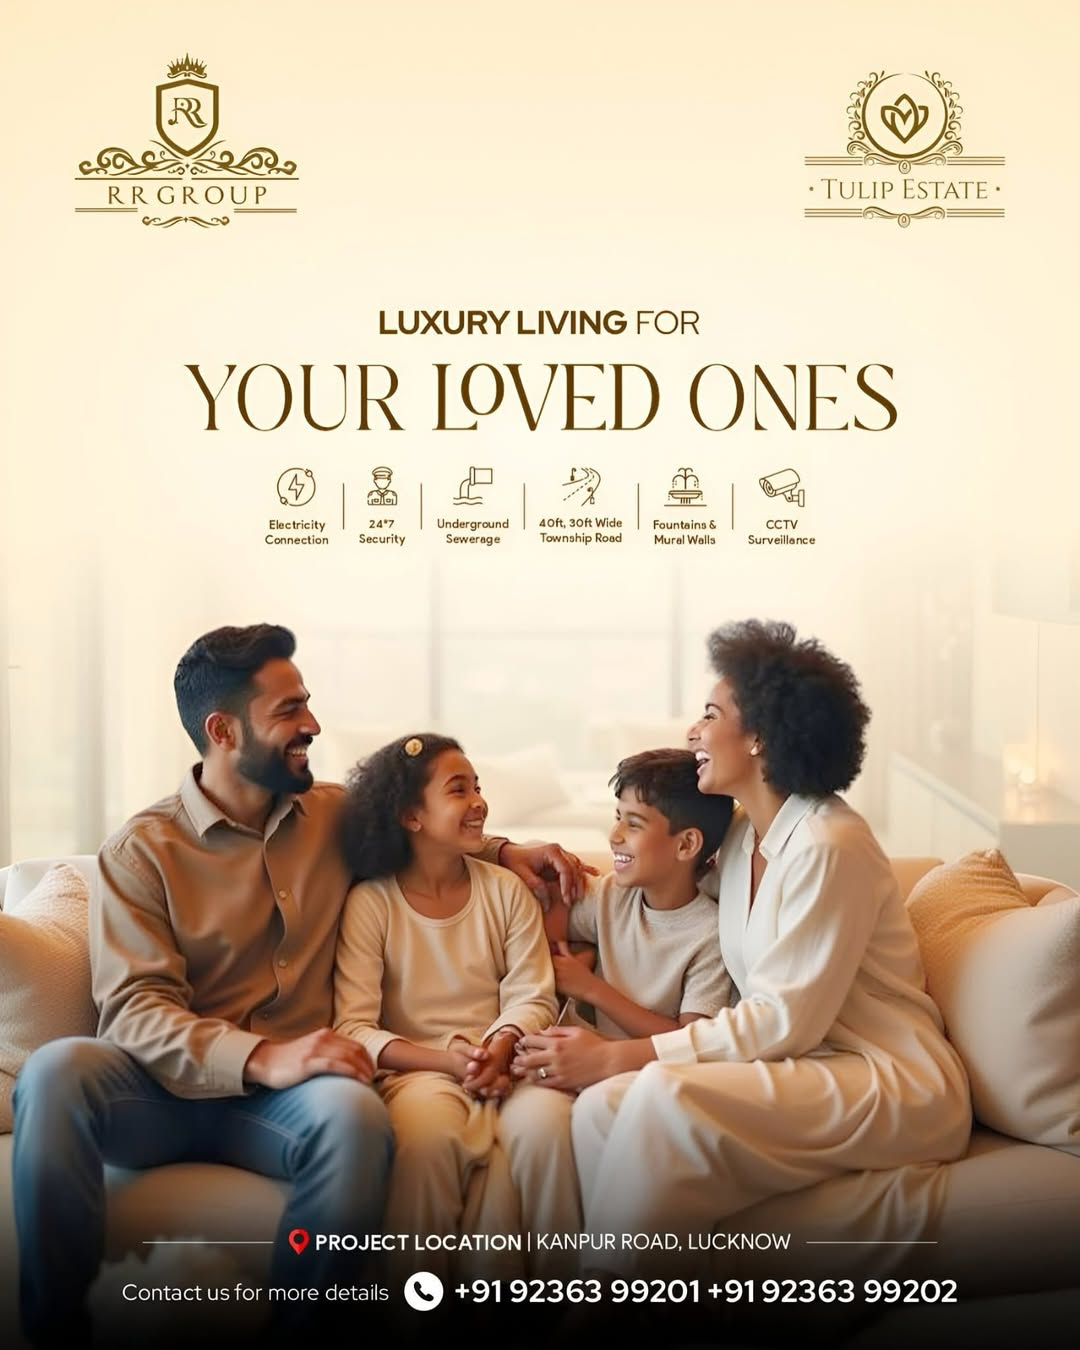 RR
RR GROUP
• TULIP ESTATE •
LUXURY LIVING FOR
YOUR LOVED ONES
Electricity
Connection
24*7
Security
Underground
Sewerage
40ft, 30ft Wide
Township Road
Fountains &
Mural Walls
CCTV
Surveillance
PROJECT LOCATION | KANPUR ROAD, LUCKNOW
Contact us for more details +91 92363 99201 +91 92363 99202